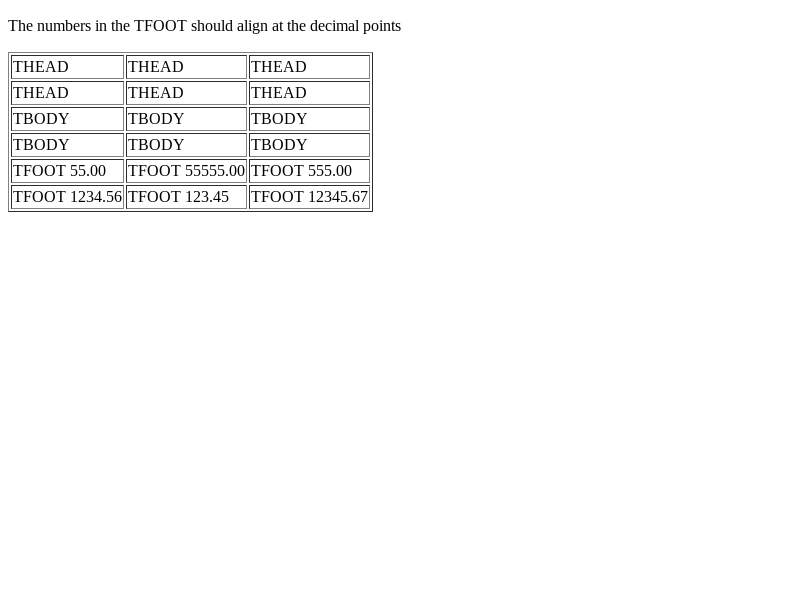 The numbers in the TFOOT should align at the decimal points
THEAD THEAD THEAD
THEAD THEAD THEAD
TBODY TBODY TBODY
TBODY TBODY TBODY
TFOOT 55.00 TFOOT 55555.00 TFOOT 555.00
TFOOT 1234.56 TFOOT 123.45 TFOOT 12345.67